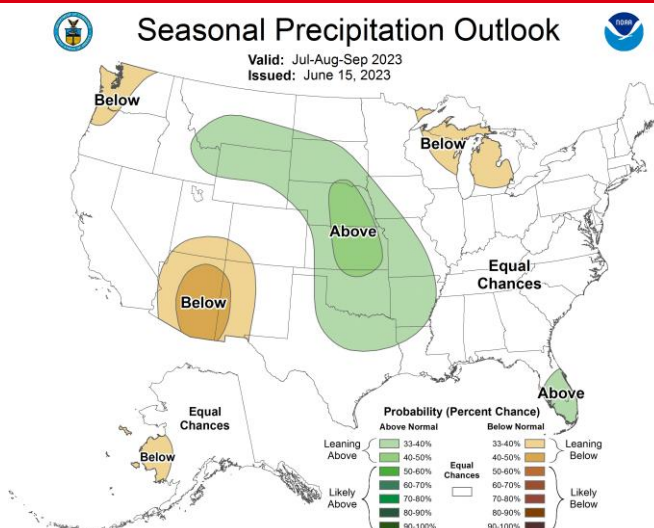 Seasonal Precipitation Outlook
NOAA
Valid: Jul-Aug-Sep 2023
Issued: June 15, 2023
Below
Below
Above
Equal
Chances
Below
Above
Equal
Chances
Below
Probability (Percent Chance)
Above Normal Below Normal
Leaning Above
33-40%
40-50%
Likely Above
50-60%
60-70%
70-80%
80-90%
90-100%
Equal Chances
33-40%
40-50%
Leaning Below
50-60%
60-70%
70-80%
80-90%
90-100%
Likely Below